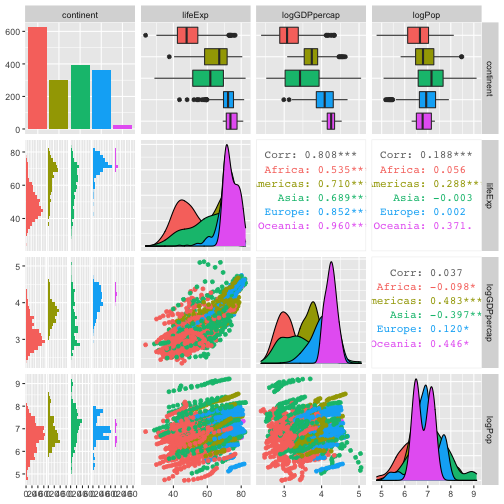 continent
lifeExp
logGDPpercap
logPop
600
400
200
0
continent
80
60
40
Corr: 0.808***
Africa: 0.535***
mericas: 0.710***
Asia: 0.689***
Europe: 0.852***
Oceania: 0.960***
Corr: 0.188***
Africa: 0.056
mericas: 0.288**
Asia: -0.003
Europe: 0.002
Oceania: 0.371.
lifeExp
5
4
3
Corr: 0.037
Africa: -0.098*
mericas: 0.483***
Asia: -0.397**
Europe: 0.120*
Oceania: 0.446*
logGDPpercap
9
8
7
6
5
logPop
40
60
80
3
4
5
5
6
7
8
9